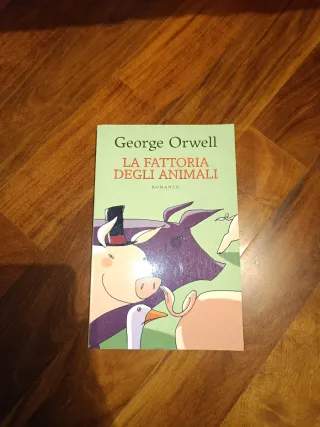 George Orwell
LA FATTORIA
DEGLI ANIMALI
ROMANZO